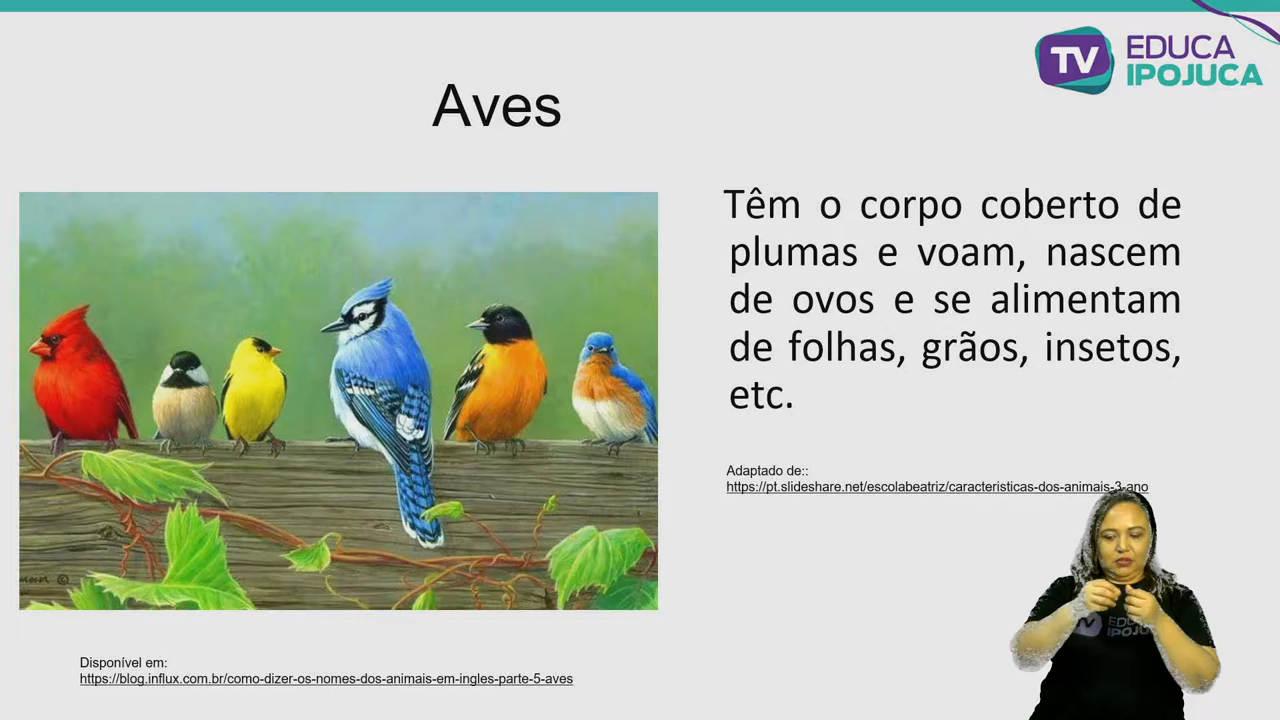 TV EDUCA
IPOJUCA
Aves
Têm o corpo coberto de
plumas e voam, nascem
de ovos e se alimentam
de folhas, grãos, insetos,
etc.
Adaptado de::
https://pt.slideshare.net/escolabeatriz/caracteristicas-dos-animais-3-ano
Disponível em:
https://blog.influx.com.br/como-dizer-os-nomes-dos-animais-em-ingles-parte-5-aves